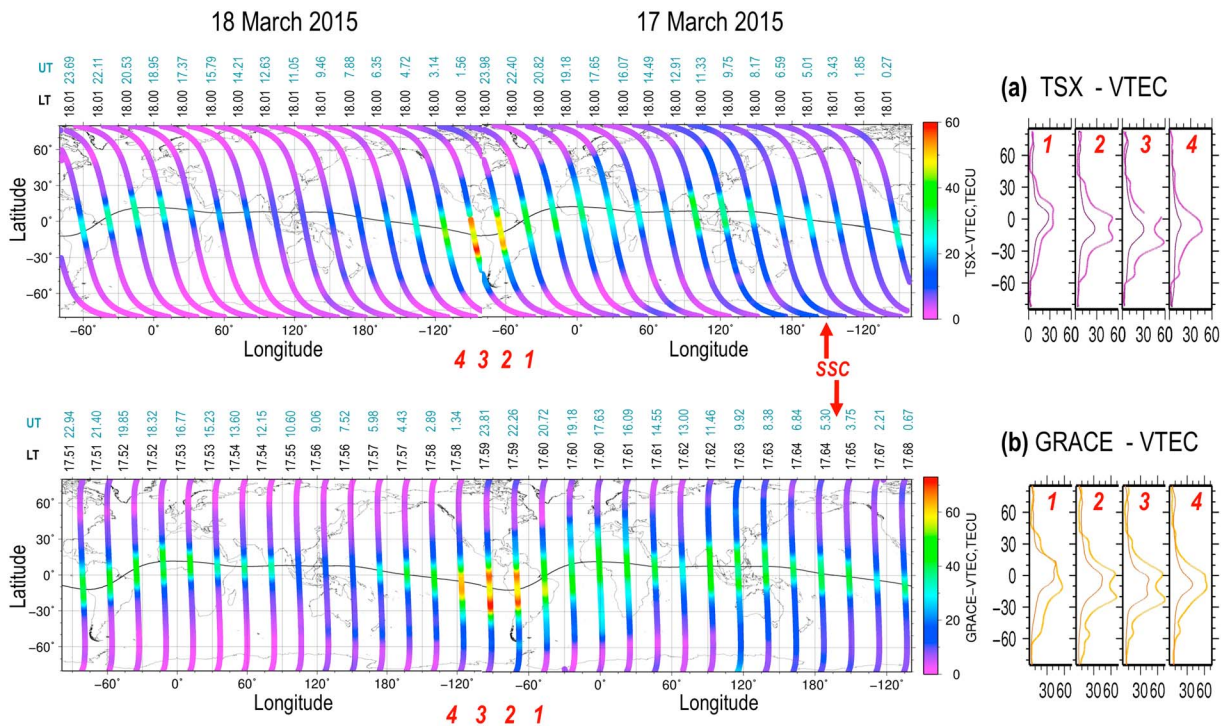 18 March 2015 17 March 2015
UT 23.69 22.11 20.53 18.95 17.37 15.79 14.21 12.63 11.05 9.46 7.88 6.35 4.72 3.14 1.56 23.98 22.40 20.82 19.18 17.65 16.07 14.49 12.91 11.33 9.75 8.17 6.59 5.01 3.43 1.85 0.27
LT 18.01 18.01 18.00 18.00 18.00 18.00 18.00 18.01 18.01 18.00 18.00 18.00 18.00 18.00 18.00 18.00 18.00 18.00 18.00 18.00 18.00 18.00 18.00 18.00 18.00 18.00 18.00 18.01 18.01 18.01 18.01
(a) TSX - VTEC
1 2 3 4
Latitude
60° 30° 0° −30° −60°
60 40 20 0
TSX–VTEC,TECU
60 30 0 −30 −60
−60° 0° 60° 120° 180° −120° −60° 0° 60° 120° 180° −120°
0 30 60 30 60 30 60 30 60
Longitude Longitude
4 3 2 1
SSC
UT 22.94 21.40 19.85 18.32 16.77 15.23 13.60 12.15 10.60 9.06 7.52 5.98 4.43 2.89 1.34 23.81 22.26 20.72 19.18 17.63 16.09 14.55 13.00 11.46 9.92 8.38 6.84 5.30 3.75 2.21 0.67
LT 17.51 17.51 17.52 17.52 17.53 17.53 17.54 17.54 17.55 17.56 17.56 17.57 17.57 17.58 17.58 17.59 17.59 17.60 17.60 17.60 17.61 17.61 17.62 17.62 17.63 17.63 17.64 17.64 17.65 17.67 17.68
(b) GRACE - VTEC
1 2 3 4
Latitude
60° 30° 0° −30° −60°
60 40 20 0
GRACE–VTEC,TECU
60 30 0 −30 −60
−60° 0° 60° 120° 180° −120° −60° 0° 60° 120° 180° −120°
30 60 30 60 30 60 30 60
Longitude Longitude
4 3 2 1